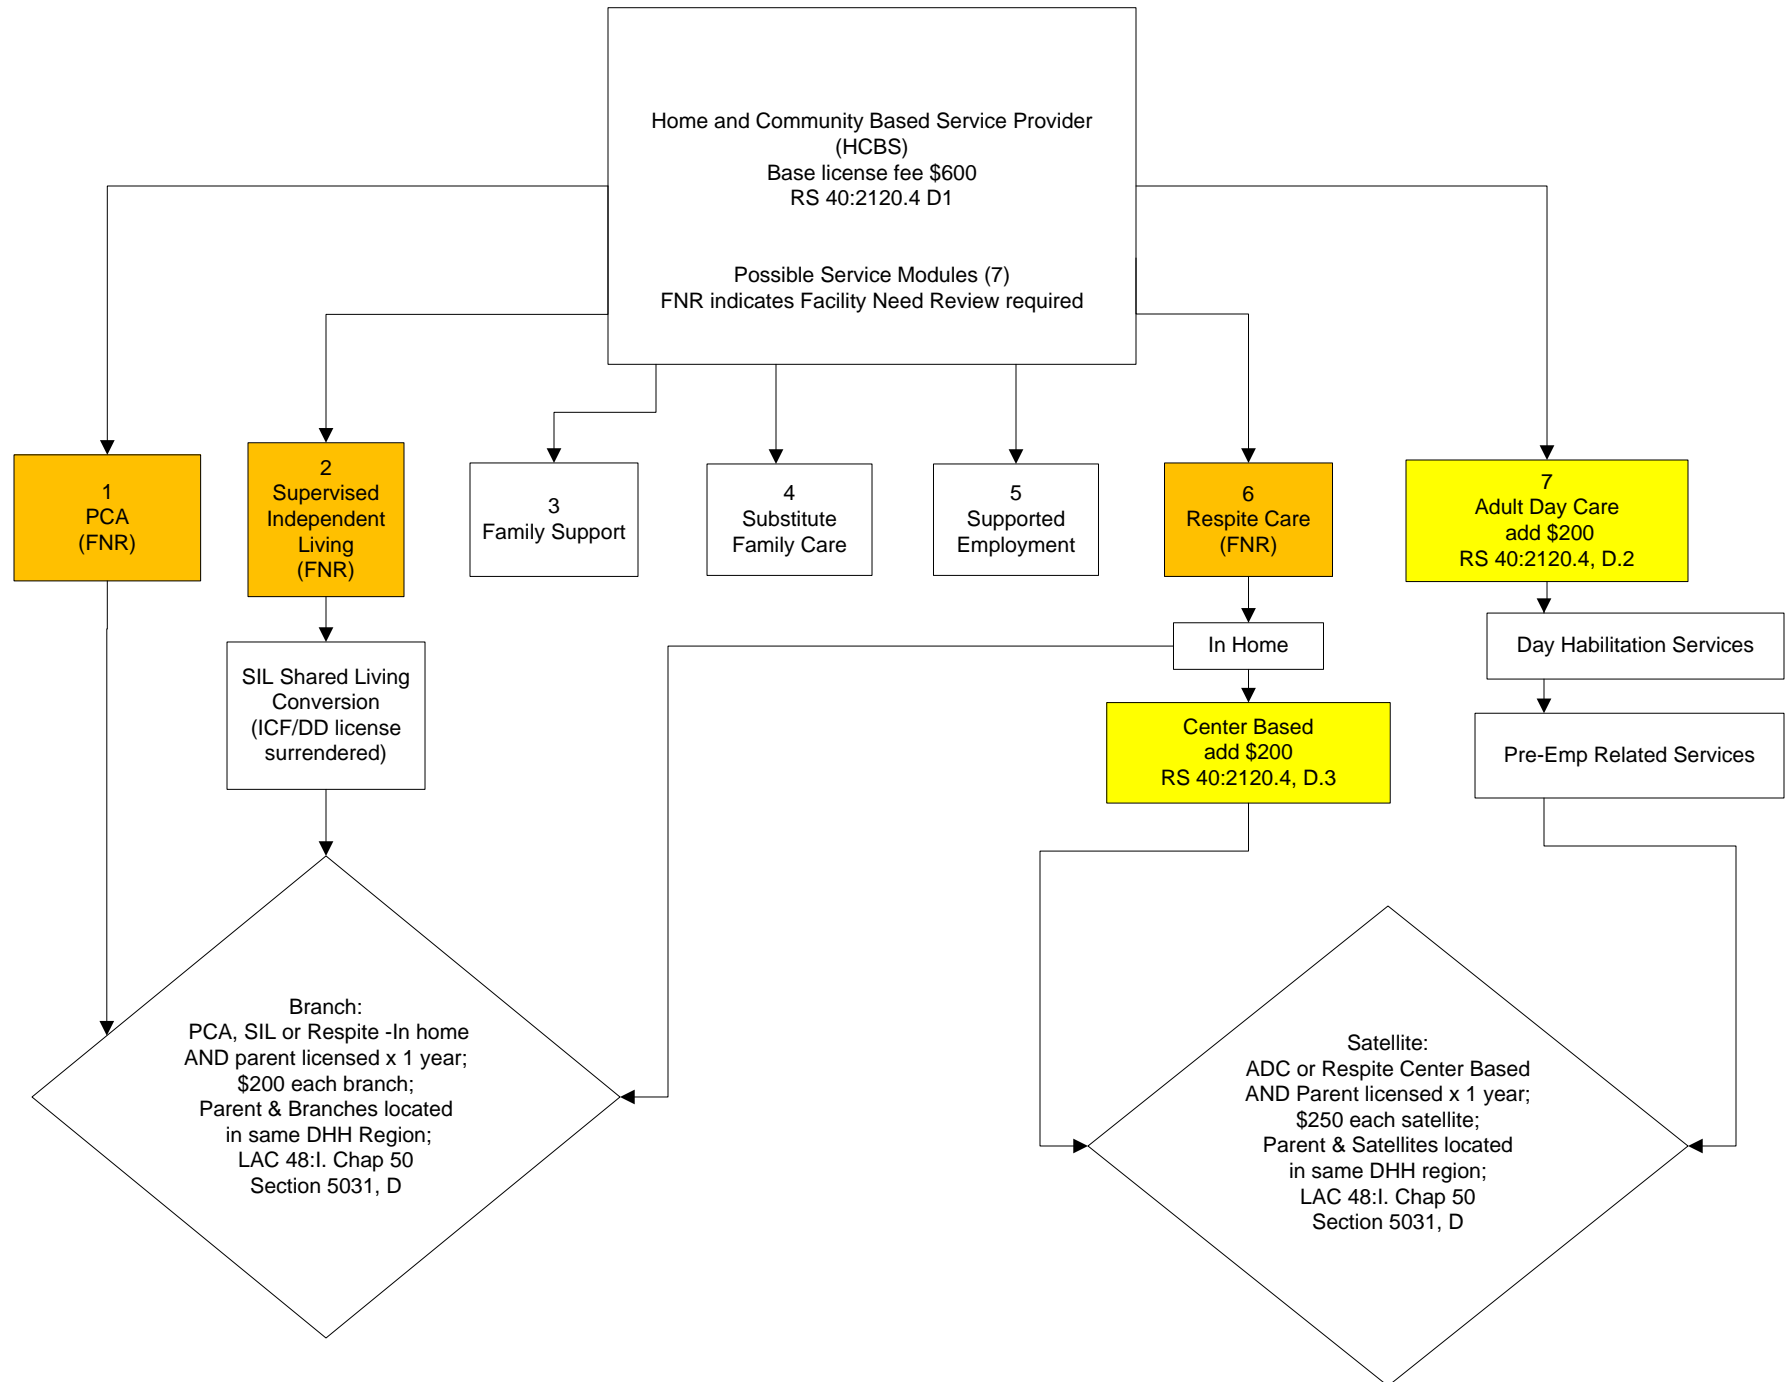 Home and Community Based Service Provider
(HCBS)
Base license fee $600
RS 40:2120.4 D1
Possible Service Modules (7)
FNR indicates Facility Need Review required
1
PCA
(FNR)
2
Supervised
Independent
Living
(FNR)
3
Family Support
4
Substitute
Family Care
5
Supported
Employment
6
Respite Care
(FNR)
7
Adult Day Care
add $200
RS 40:2120.4, D.2
SIL Shared Living
Conversion
(ICF/DD license
surrendered)
In Home
Day Habilitation Services
Center Based
add $200
RS 40:2120.4, D.3
Pre-Emp Related Services
Branch:
PCA, SIL or Respite -In home
AND parent licensed x 1 year;
$200 each branch;
Parent & Branches located
in same DHH Region;
LAC 48:I. Chap 50
Section 5031, D
Satellite:
ADC or Respite Center Based
AND Parent licensed x 1 year;
$250 each satellite;
Parent & Satellites located
in same DHH region;
LAC 48:I. Chap 50
Section 5031, D